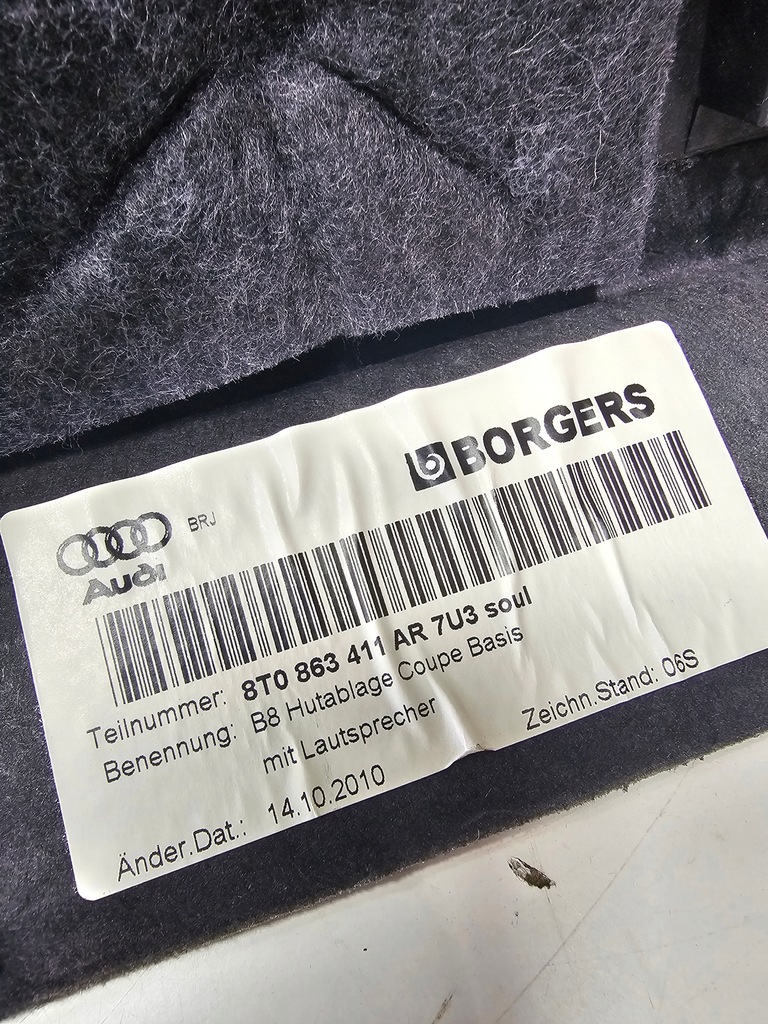 BORGERS
BRJ
Audi
Teilnummer: 8T0 863 411 AR 7U3 soul
Benennung: B8 Hutablage Coupe Basis
mit Lautsprecher
Zeichn.Stand: 06S
Änder.Dat.: 14.10.2010